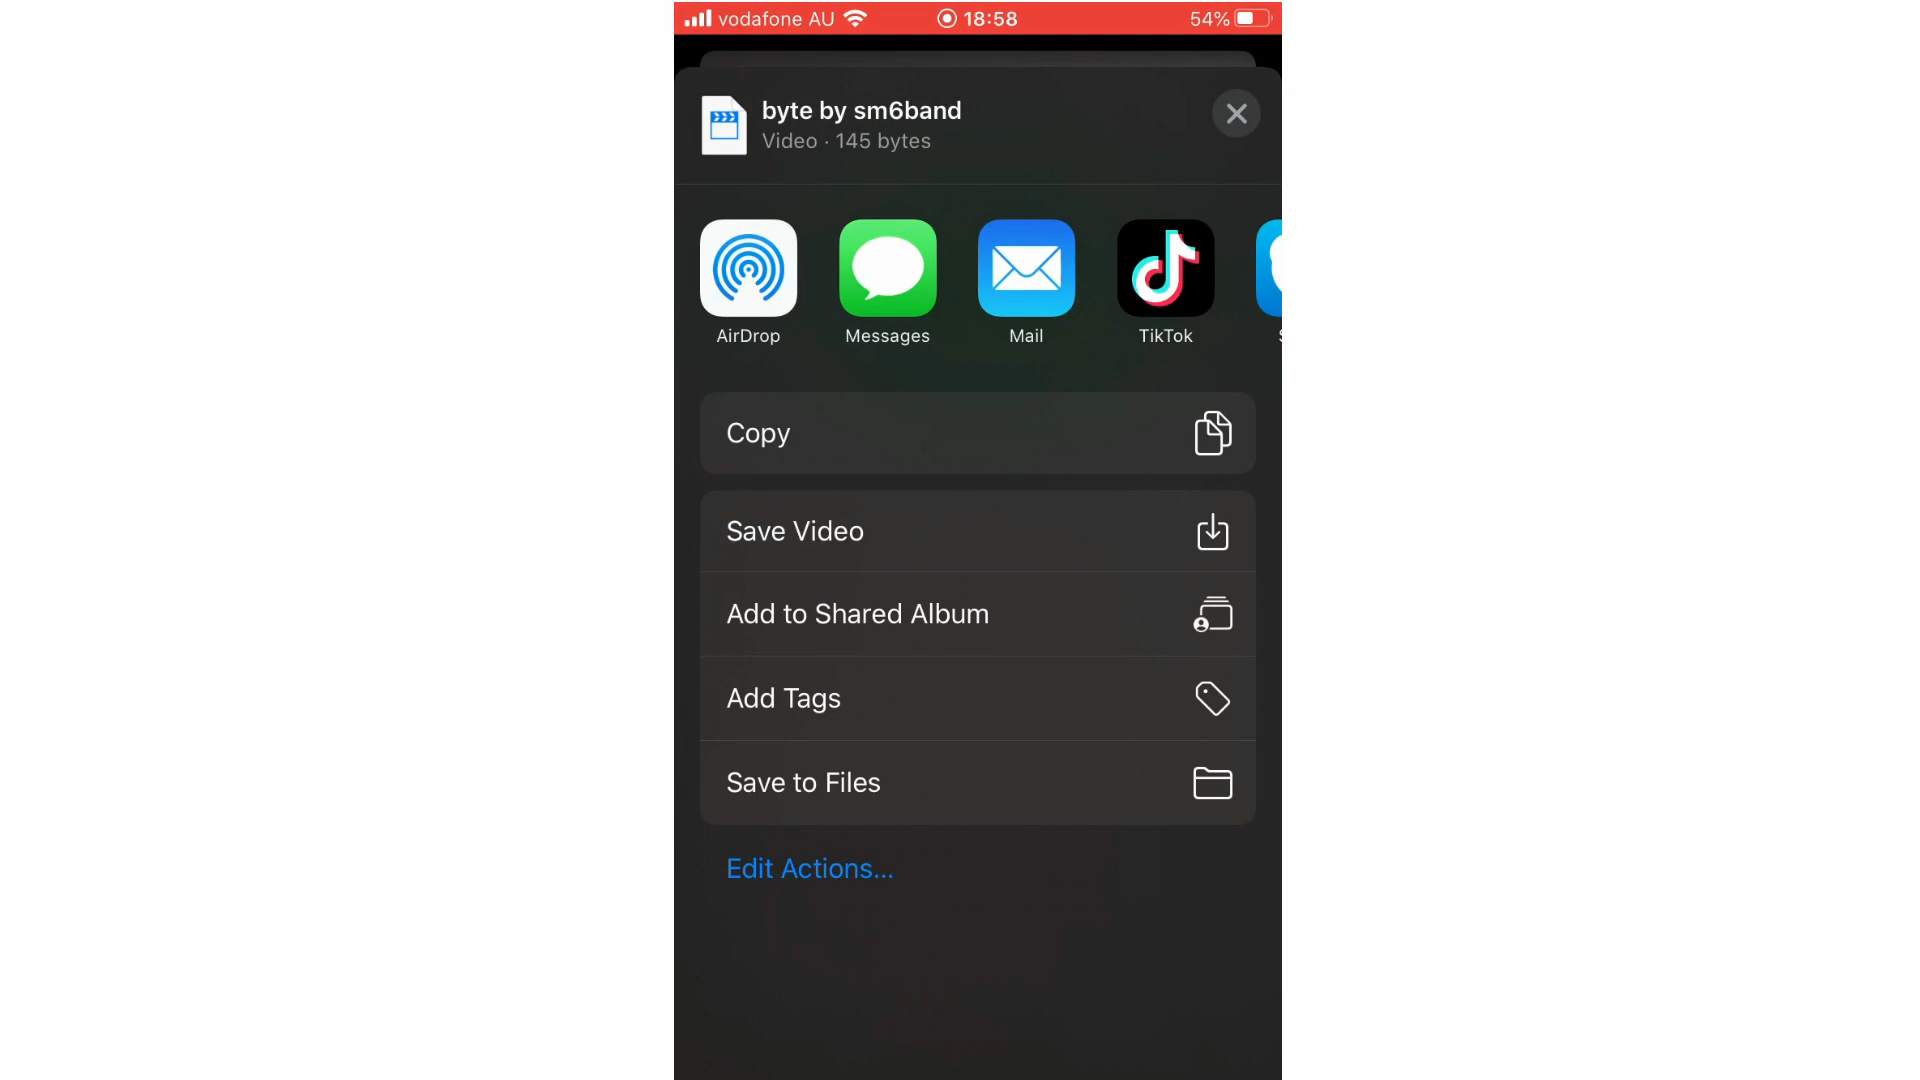 vodafone AU 18:58 54%
byte by sm6band
Video · 145 bytes
AirDrop Messages Mail TikTok
Copy
Save Video
Add to Shared Album
Add Tags
Save to Files
Edit Actions...